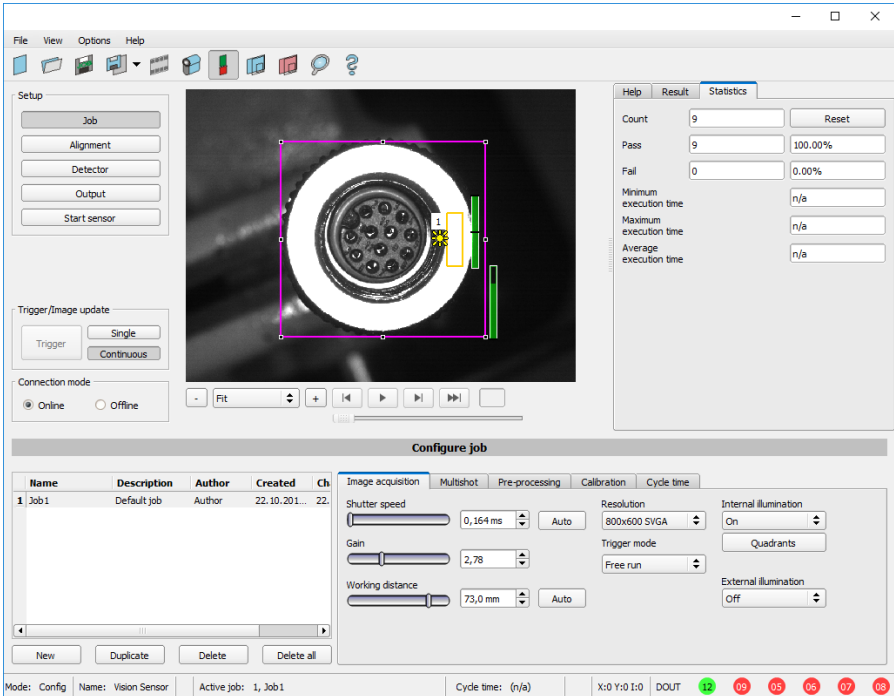 File View Options Help
Setup
Job
Alignment
Detector
Output
Start sensor
Trigger/Image update
Trigger
Single
Continuous
Connection mode
Online Offline
1
- Fit +
Help Result Statistics
Count 9 Reset
Pass 9 100.00%
Fail 0 0.00%
Minimum
execution time n/a
Maximum
execution time n/a
Average
execution time n/a
Configure job
Name Description Author Created Ch
1 Job1 Default job Author 22.10.201... 22.
New Duplicate Delete Delete all
Image acquisition Multishot Pre-processing Calibration Cycle time
Shutter speed
0,164 ms Auto
Gain
2,78
Working distance
73,0 mm Auto
Resolution
800x600 SVGA
Trigger mode
Free run
Internal illumination
On
Quadrants
External illumination
Off
Mode: Config Name: Vision Sensor Active job: 1, Job1 Cycle time: (n/a) X:0 Y:0 I:0 DOUT 12 09 05 06 07 08